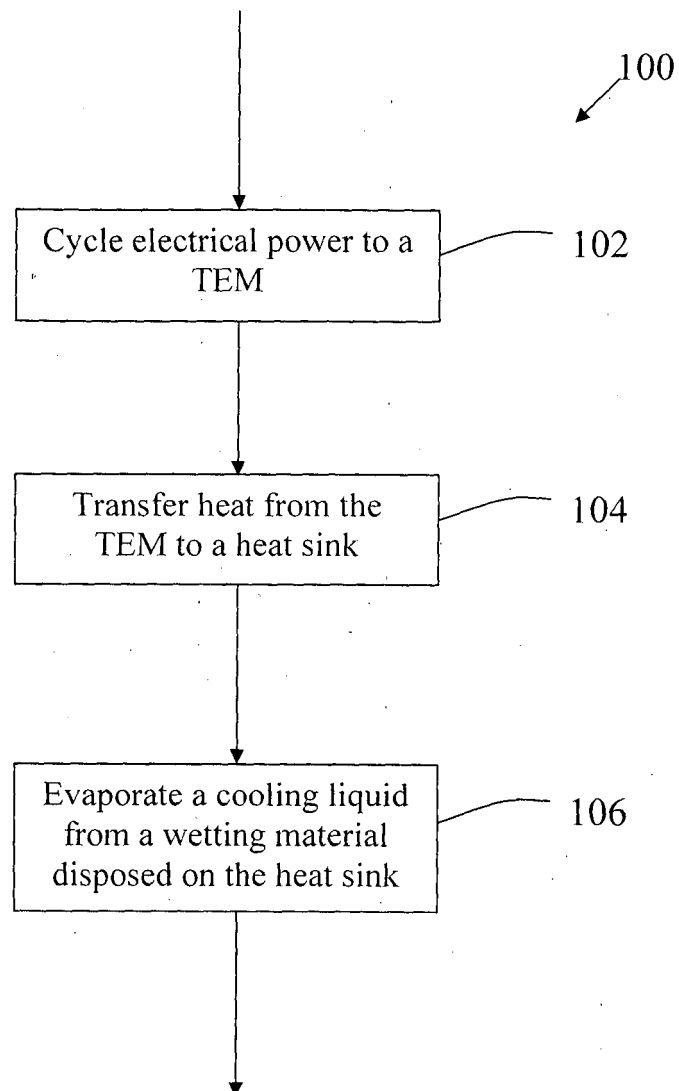 100
Cycle electrical power to a
TEM
102
Transfer heat from the
TEM to a heat sink
104
Evaporate a cooling liquid
from a wetting material
disposed on the heat sink
106